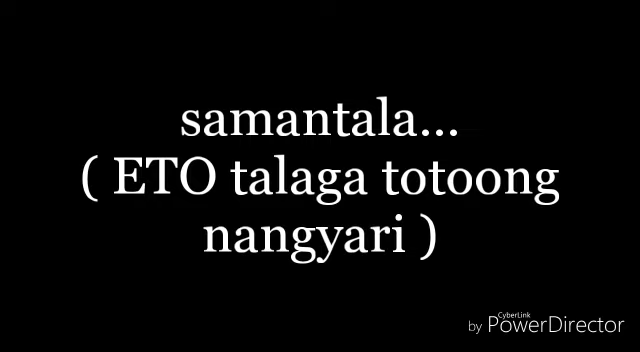 samantala...
( ETO talaga totoong
nangyari )
CyberLink
by PowerDirector